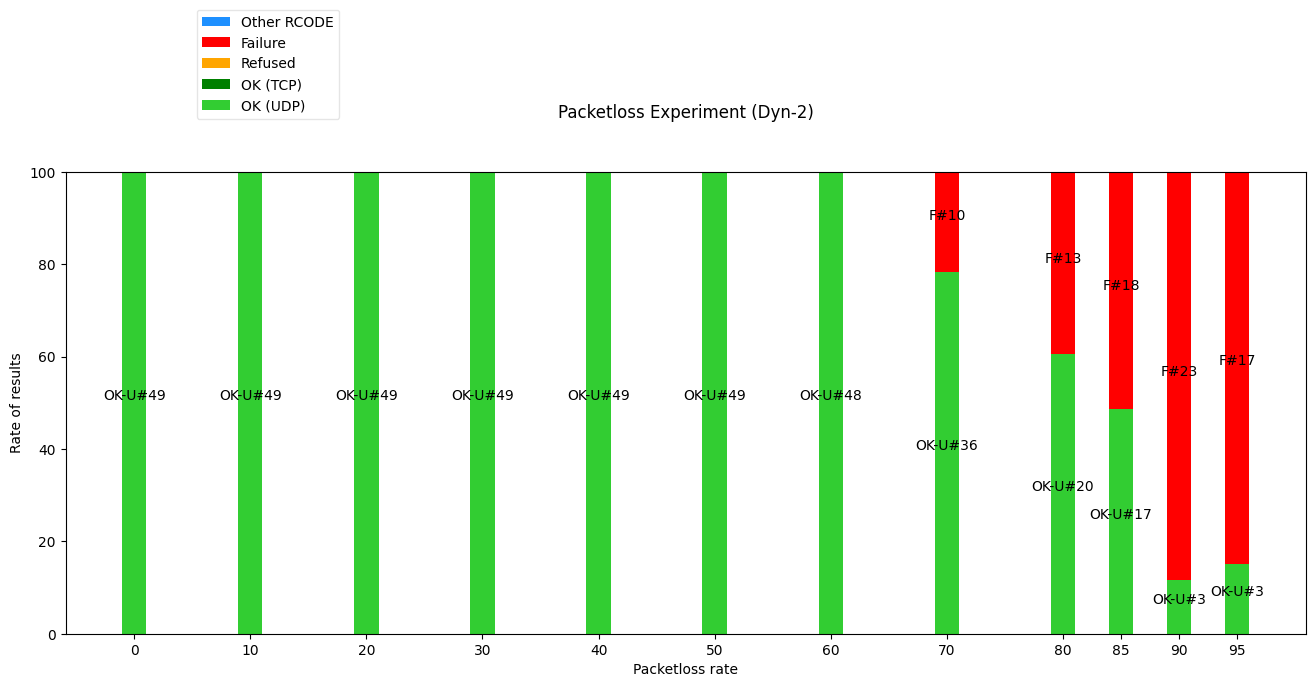 Other RCODE
Failure
Refused
OK (TCP)
OK (UDP)
Packetloss Experiment (Dyn-2)
Rate of results
100
80
60
40
20
0
OK-U#49
OK-U#49
OK-U#49
OK-U#49
OK-U#49
OK-U#49
OK-U#48
F#10
OK-U#36
F#13
OK-U#20
F#18
OK-U#17
F#23
OK-U#3
F#17
OK-U#3
0 10 20 30 40 50 60 70 80 85 90 95
Packetloss rate